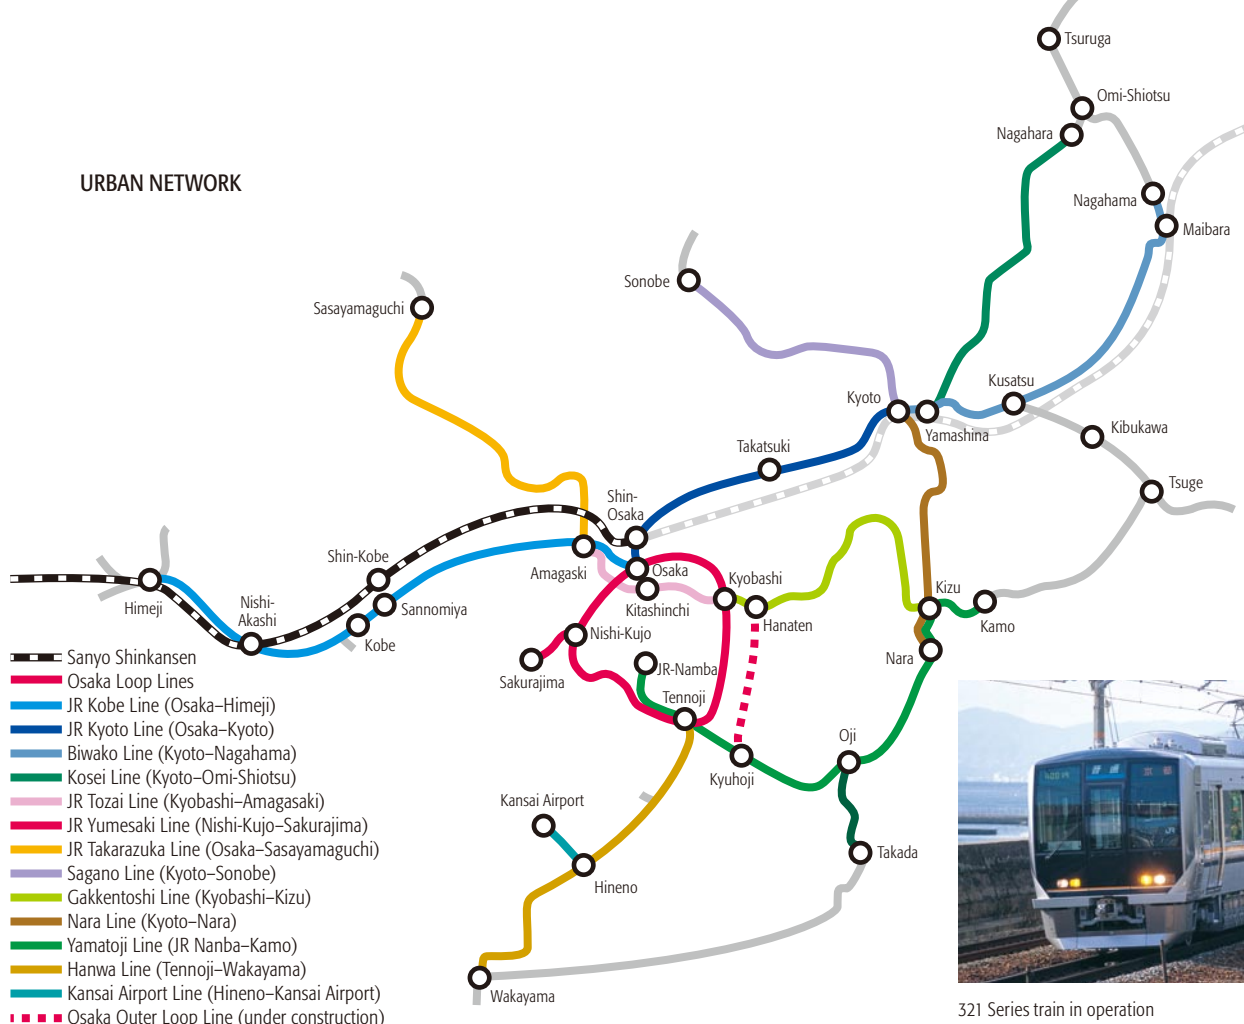 Tsuruga
Omi-Shiotsu
Nagahara
URBAN NETWORK
Nagahama
Maibara
Sonobe
Sasayamaguchi
Kusatsu
Kyoto
Yamashina
Kibukawa
Takatsuki
Tsuge
Shin-
Osaka
Shin-Kobe
Amagaski
Osaka
Kyobashi
Kizu
Himeji
Nishi-
Akashi
Sannomiya
Kitashinchi
Hanaten
Kamo
Kobe
Nishi-Kujo
Nara
Sakurajima
JR-Namba
Tennoji
Oji
Kyuhoji
Kansai Airport
Takada
Hineno
Wakayama
Sanyo Shinkansen
Osaka Loop Lines
JR Kobe Line (Osaka–Himeji)
JR Kyoto Line (Osaka–Kyoto)
Biwako Line (Kyoto–Nagahama)
Kosei Line (Kyoto–Omi-Shiotsu)
JR Tozai Line (Kyobashi–Amagasaki)
JR Yumesaki Line (Nishi-Kujo–Sakurajima)
JR Takarazuka Line (Osaka–Sasayamaguchi)
Sagano Line (Kyoto–Sonobe)
Gakkentoshi Line (Kyobashi–Kizu)
Nara Line (Kyoto–Nara)
Yamatoji Line (JR Nanba–Kamo)
Hanwa Line (Tennoji–Wakayama)
Kansai Airport Line (Hineno–Kansai Airport)
Osaka Outer Loop Line (under construction)
321 Series train in operation